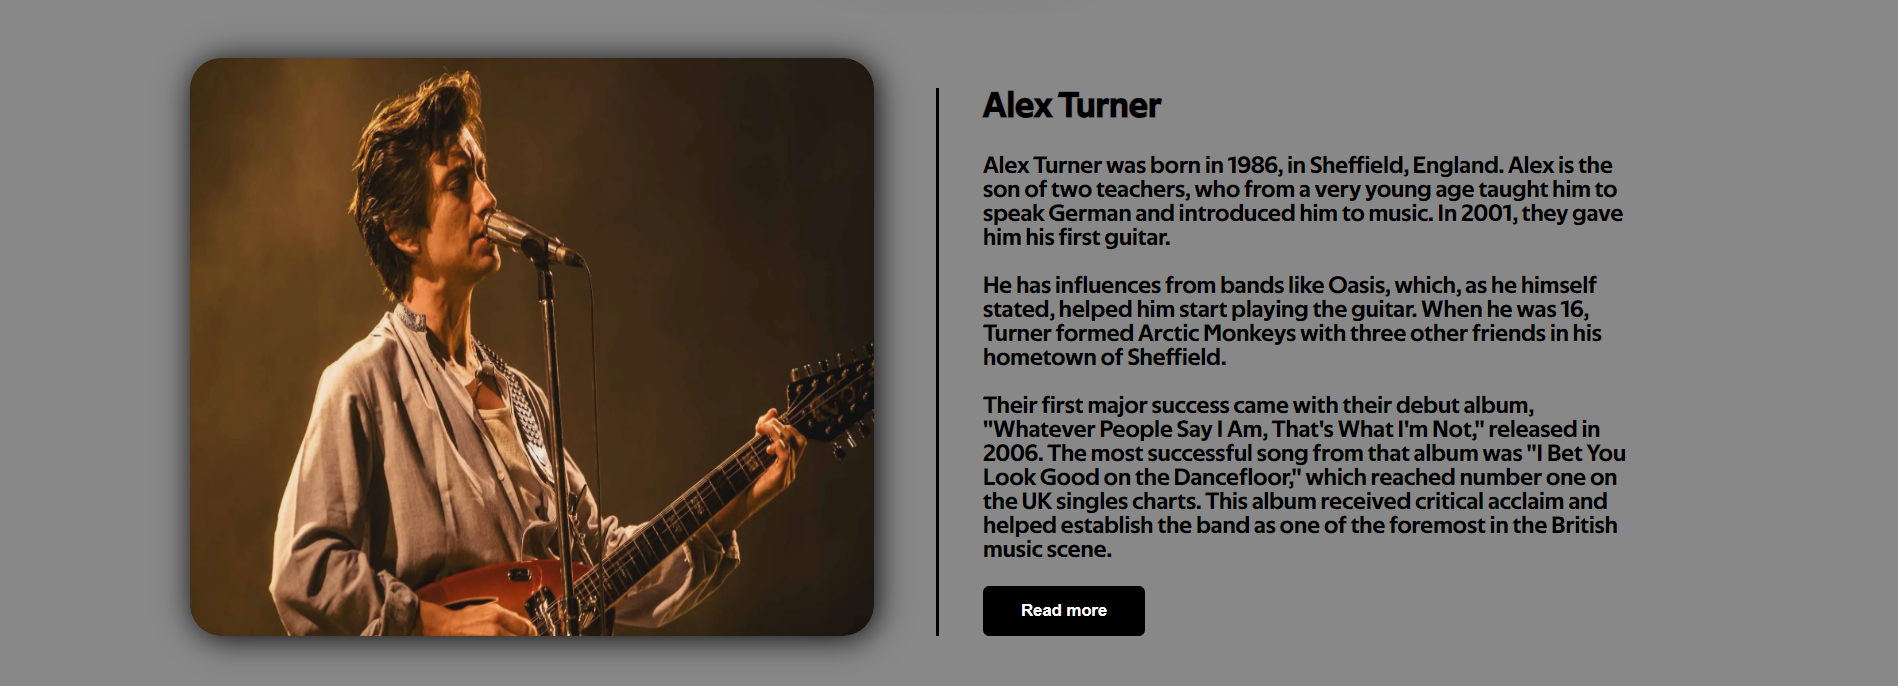 Alex Turner
Alex Turner was born in 1986, in Sheffield, England. Alex is the
son of two teachers, who from a very young age taught him to
speak German and introduced him to music. In 2001, they gave
him his first guitar.
He has influences from bands like Oasis, which, as he himself
stated, helped him start playing the guitar. When he was 16,
Turner formed Arctic Monkeys with three other friends in his
hometown of Sheffield.
Their first major success came with their debut album,
"Whatever People Say I Am, That's What I'm Not," released in
2006. The most successful song from that album was "I Bet You
Look Good on the Dancefloor," which reached number one on
the UK singles charts. This album received critical acclaim and
helped establish the band as one of the foremost in the British
music scene.
Read more